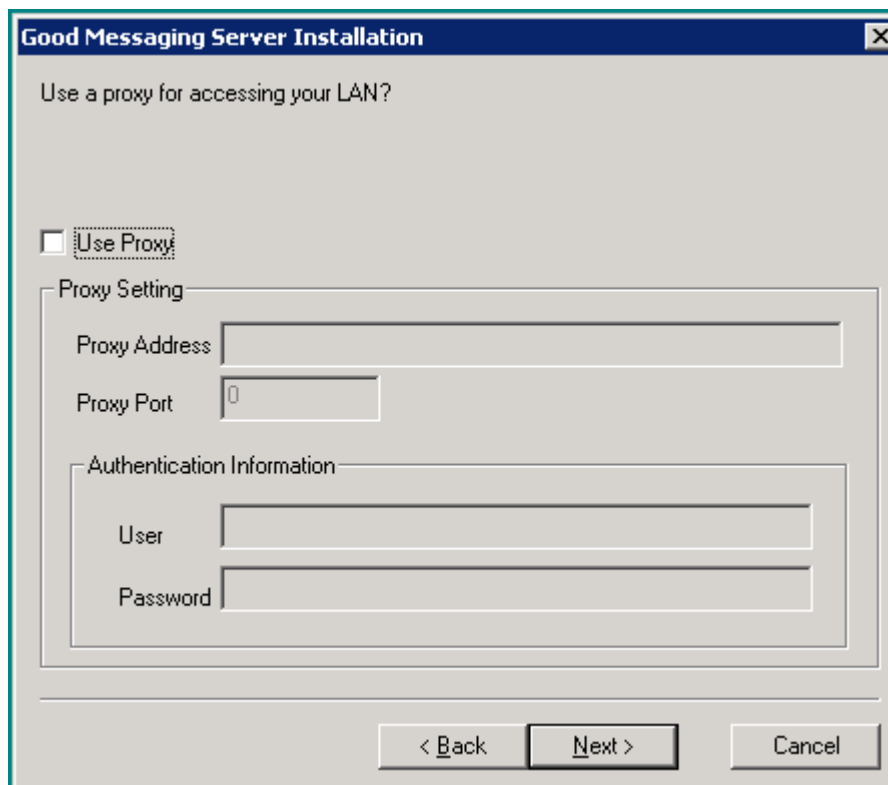 Good Messaging Server Installation
Use a proxy for accessing your LAN?
Use Proxy
Proxy Setting
Proxy Address
Proxy Port 0
Authentication Information
User
Password
< Back Next > Cancel